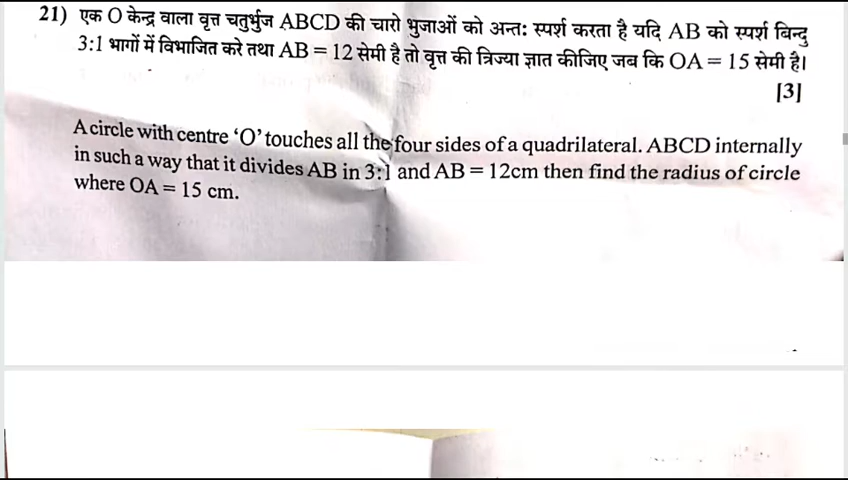 21) एक O केन्द्र वाला वृत्त चतुर्भुज ABCD की चारो भुजाओं को अन्तः स्पर्श करता है यदि AB को स्पर्श बिन्दु
3:1 भागों में विभाजित करे तथा AB = 12 सेमी है तो वृत्त की त्रिज्या ज्ञात कीजिए जब कि OA = 15 सेमी है।
[3]
A circle with centre ‘O’ touches all the four sides of a quadrilateral. ABCD internally
in such a way that it divides AB in 3:1 and AB = 12cm then find the radius of circle
where OA = 15 cm.